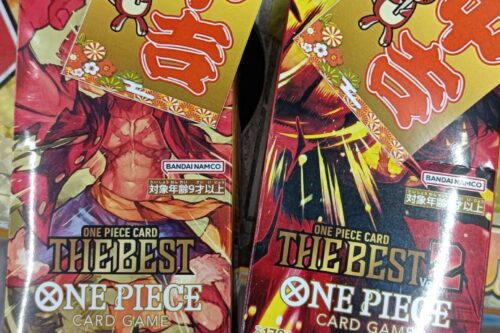 吉
BANDAI NAMCO
対象年齢9才以上
ONE PIECE CARD
THE BEST
ONE PIECE
CARD GAME
吉
BANDAI NAMCO
対象年齢9才以上
ONE PIECE CARD
THE BEST
ONE PIECE
CARD GAME